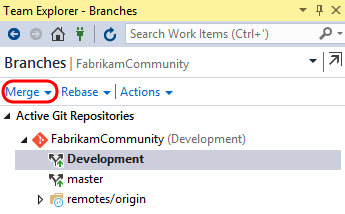 Team Explorer - Branches
Search Work Items (Ctrl+')
Branches | FabrikamCommunity
Merge | Rebase | Actions
Active Git Repositories
FabrikamCommunity (Development)
Development
master
remotes/origin